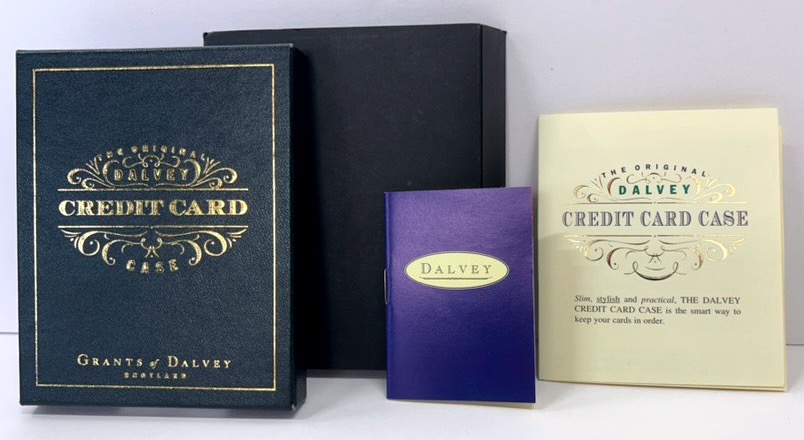 THE ORIGINAL
DALVEY
CREDIT CARD
CASE
GRANTS of DALVEY
SCOTLAND
DALVEY
THE ORIGINAL
DALVEY
CREDIT CARD CASE
Slim, stylish and practical, THE DALVEY
CREDIT CARD CASE is the smart way to
keep your cards in order.